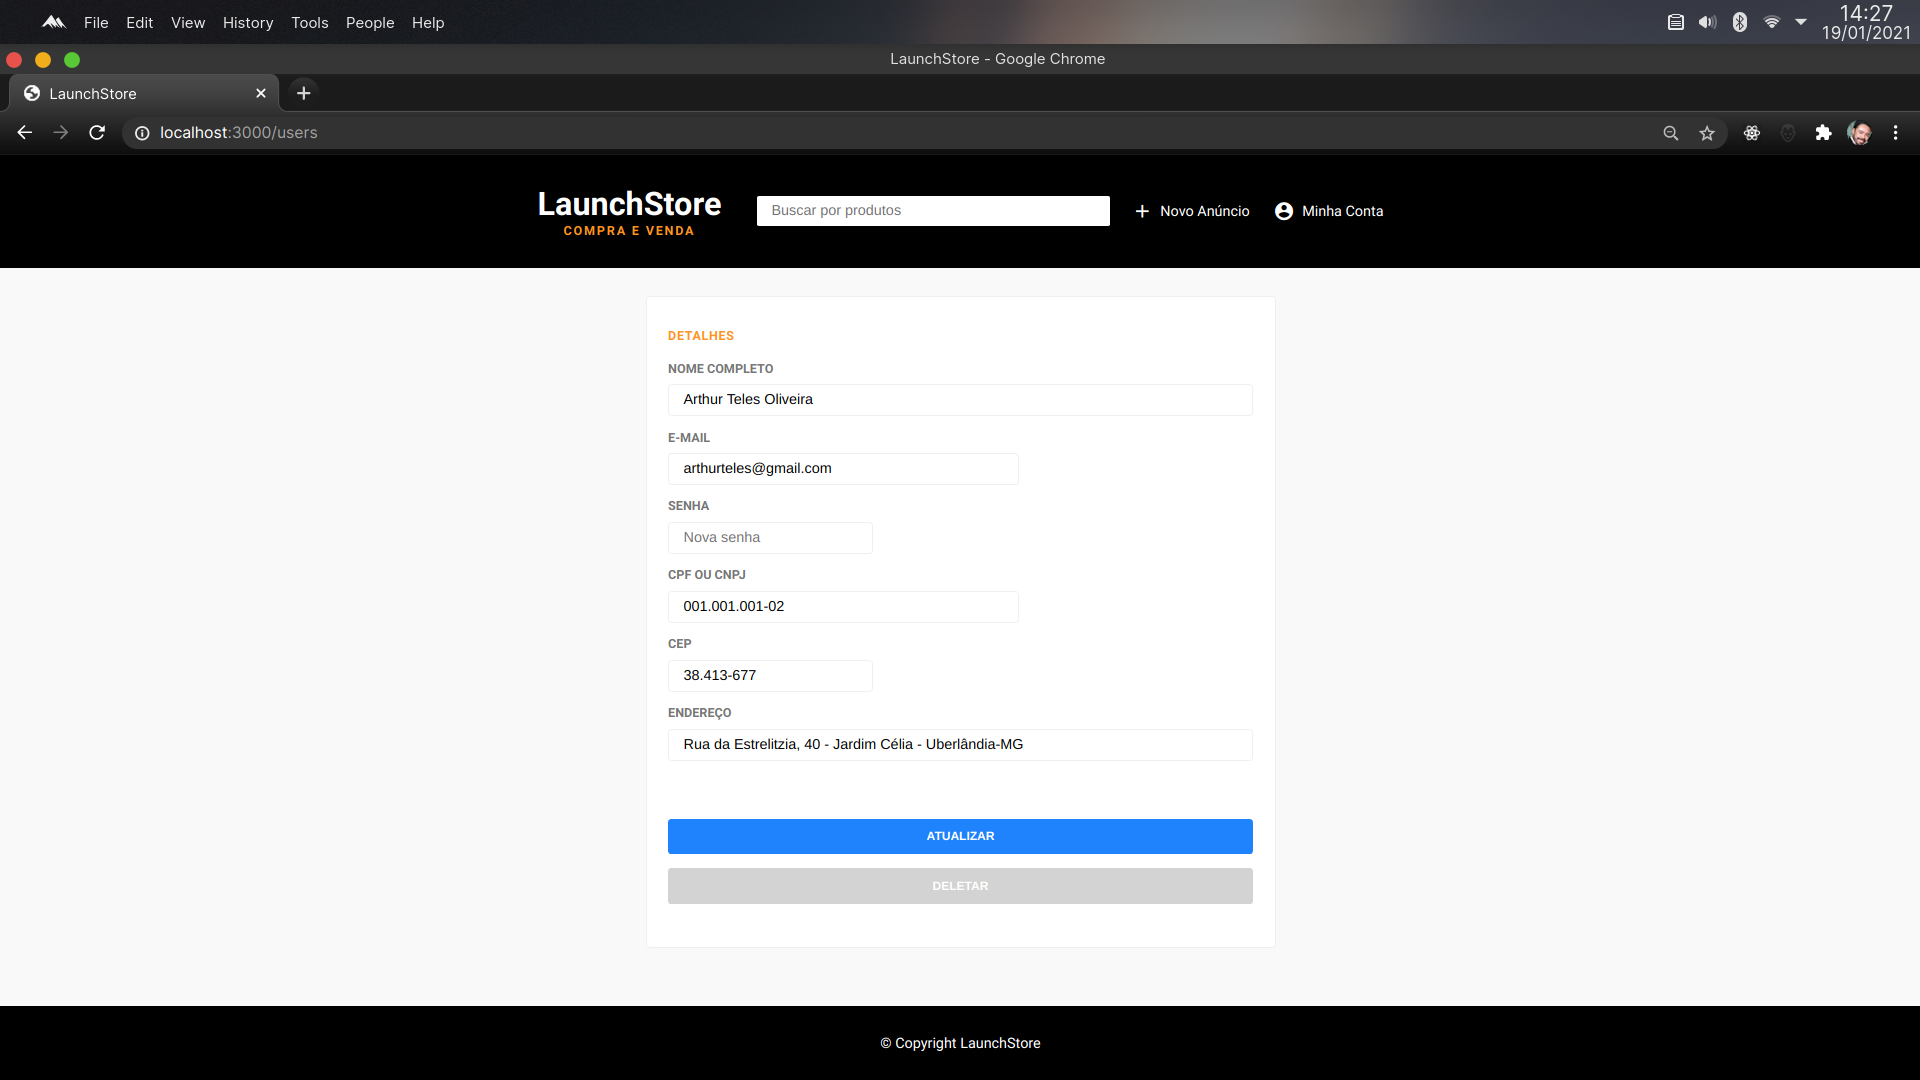 File Edit View History Tools People Help
14:27
19/01/2021
LaunchStore - Google Chrome
LaunchStore
localhost:3000/users
LaunchStore
COMPRA E VENDA
Buscar por produtos
Novo Anúncio
Minha Conta
DETALHES
NOME COMPLETO
Arthur Teles Oliveira
E-MAIL
arthurteles@gmail.com
SENHA
Nova senha
CPF OU CNPJ
001.001.001-02
CEP
38.413-677
ENDEREÇO
Rua da Estrelitzia, 40 - Jardim Célia - Uberlândia-MG
ATUALIZAR
DELETAR
© Copyright LaunchStore